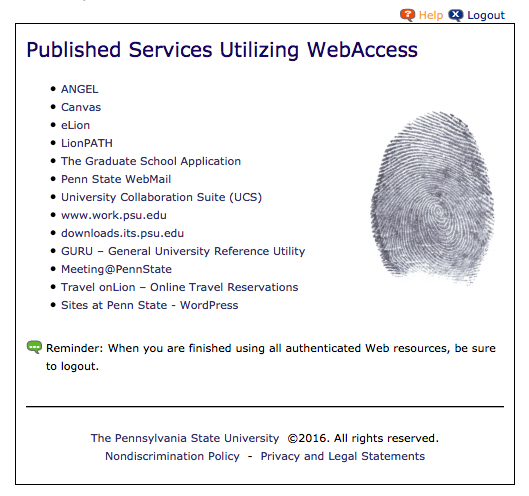 Help Logout
Published Services Utilizing WebAccess
ANGEL
Canvas
eLion
LionPATH
The Graduate School Application
Penn State WebMail
University Collaboration Suite (UCS)
www.work.psu.edu
downloads.its.psu.edu
GURU – General University Reference Utility
Meeting@PennState
Travel onLion – Online Travel Reservations
Sites at Penn State - WordPress
Reminder: When you are finished using all authenticated Web resources, be sure
to logout.
The Pennsylvania State University ©2016. All rights reserved.
Nondiscrimination Policy - Privacy and Legal Statements